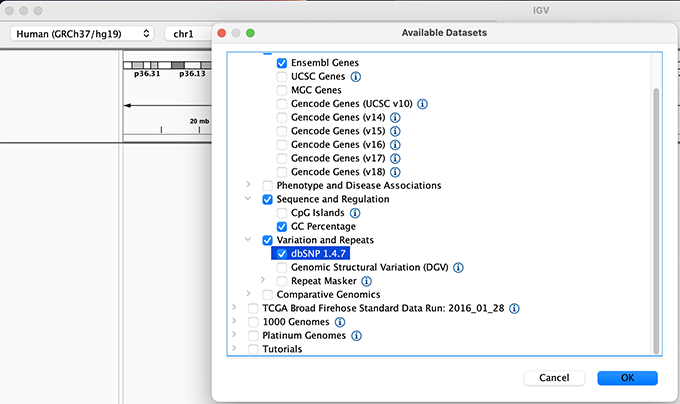 IGV
Human (GRCh37/hg19)
chr1
p36.31 p36.13
20 mb
Available Datasets
Ensembl Genes
UCSC Genes
MGC Genes
Gencode Genes (UCSC v10)
Gencode Genes (v14)
Gencode Genes (v15)
Gencode Genes (v16)
Gencode Genes (v17)
Gencode Genes (v18)
Phenotype and Disease Associations
Sequence and Regulation
CpG Islands
GC Percentage
Variation and Repeats
dbSNP 1.4.7
Genomic Structural Variation (DGV)
Repeat Masker
Comparative Genomics
TCGA Broad Firehose Standard Data Run: 2016_01_28
1000 Genomes
Platinum Genomes
Tutorials
Cancel OK